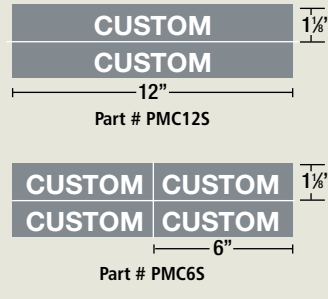 CUSTOM 1⅛"
CUSTOM
12"
Part # PMC12S
CUSTOM CUSTOM 1⅛"
CUSTOM CUSTOM
6"
Part # PMC6S